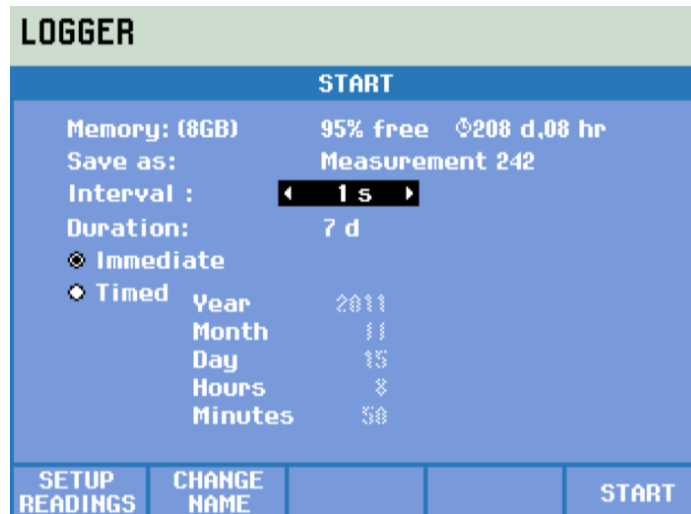 LOGGER
START
Memory: (8GB) 95% free 208 d,08 hr
Save as: Measurement 242
Interval : 1 s
Duration: 7 d
Immediate
Timed
Year 2011
Month 11
Day 15
Hours 8
Minutes 50
SETUP READINGS
CHANGE NAME
START